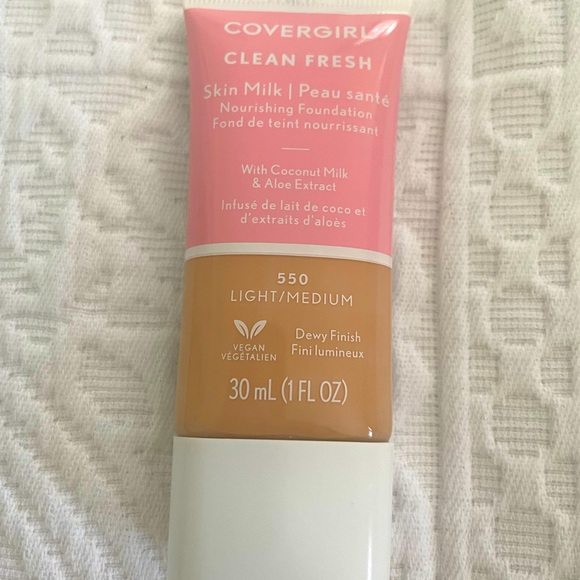 COVERGIRL
CLEAN FRESH
Skin Milk | Peau santé
Nourishing Foundation
Fond de teint nourrissant
With Coconut Milk
& Aloe Extract
Infusé de lait de coco et
d'extraits d'aloès
550
LIGHT/MEDIUM
VEGAN
VÉGÉTALIEN
Dewy Finish
Fini lumineux
30 mL (1 FL OZ)